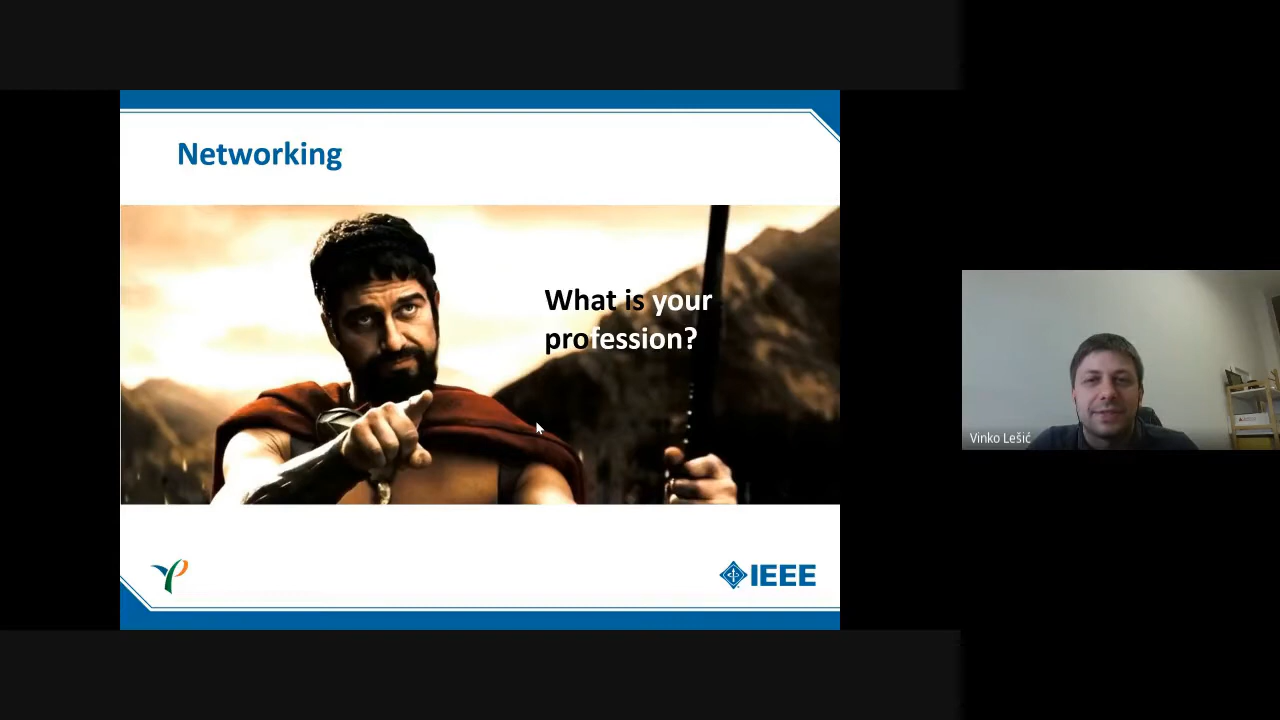 Networking
What is your
profession?
IEEE
Vinko Lešić